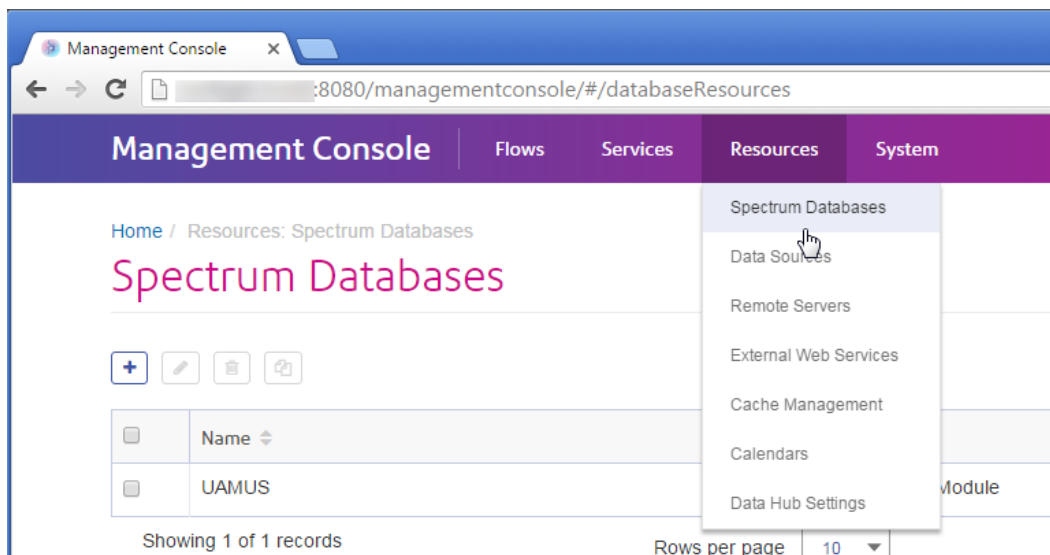 Management Console
:8080/managementconsole/#/databaseResources
Management Console Flows Services Resources System
Spectrum Databases
Data Sources
Remote Servers
External Web Services
Cache Management
Calendars
Data Hub Settings
Home / Resources: Spectrum Databases
Spectrum Databases
Name
UAMUS Module
Showing 1 of 1 records Rows per page 10